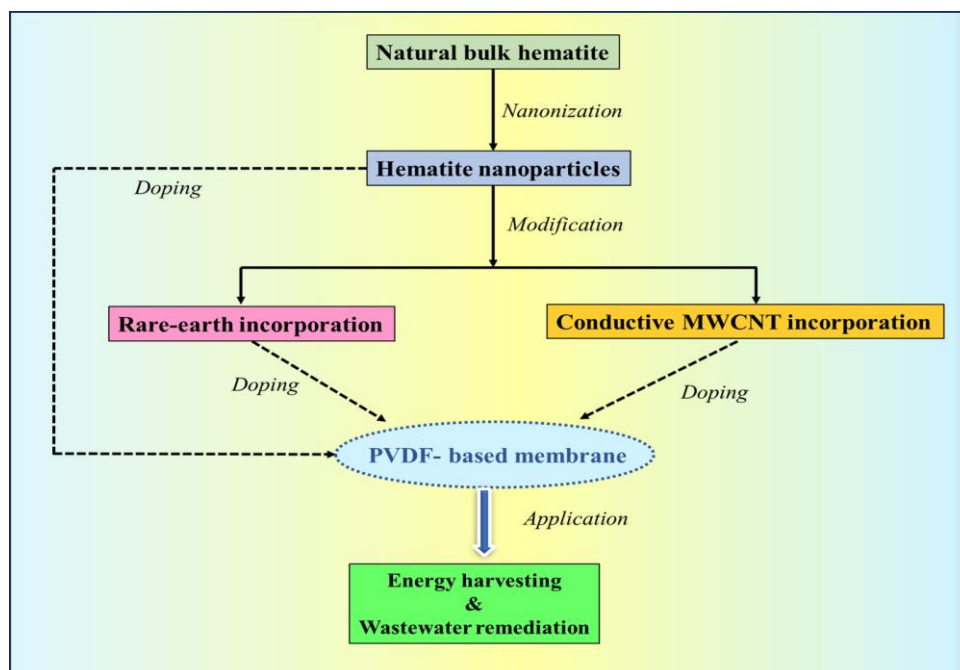 Natural bulk hematite
Nanonization
Hematite nanoparticles
Doping
Modification
Rare-earth incorporation
Conductive MWCNT incorporation
Doping
Doping
PVDF- based membrane
Application
Energy harvesting
&
Wastewater remediation